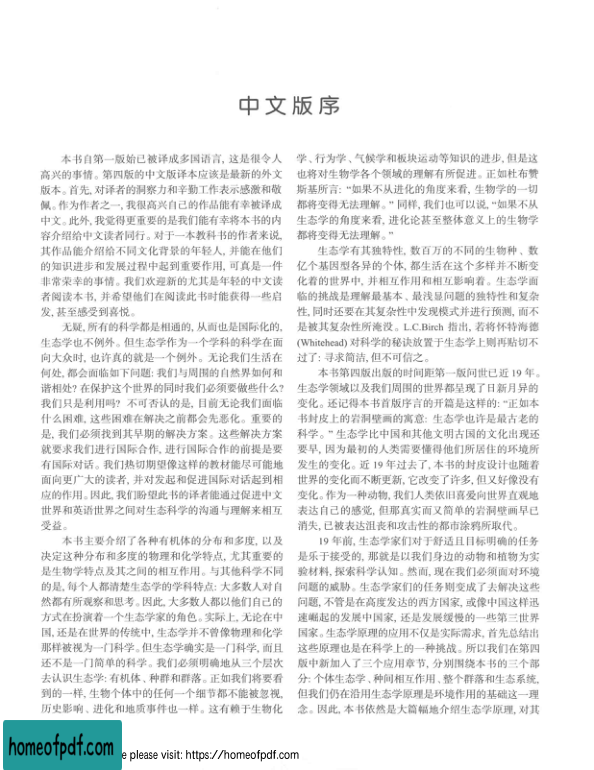 中文版序
本书自第一版始已被译成多国语言, 这是很令人
高兴的事情。第四版的中文版译本应该是最新的外文
版本。首先, 对译者的洞察力和辛勤工作表示感激和敬
佩。作为作者之一, 我很高兴自己的作品能有幸被译成
中文。此外, 我觉得更重要的是我们能有幸将本书的内
容介绍给中文读者同行。对于一本教科书的作者来说,
其作品能介绍给不同文化背景的年轻人, 并能在他们
的知识进步和发展过程中起到重要作用, 可真是一件
非常荣幸的事情。我们欢迎新的尤其是年轻的中文读
者阅读本书, 并希望他们在阅读此书时能获得一些启
发, 甚至感受到喜悦。
无疑, 所有的科学都是相通的, 从而也是国际化的,
生态学也不例外。但生态学作为一个学科的科学在面
向大众时, 也许真的就是一个例外。无论我们生活在
何处, 都会面临如下问题: 我们与周围的自然界如何和
谐相处? 在保护这个世界的同时我们必须要做些什么?
我们只是利用吗? 不可否认的是, 目前无论我们面临
什么困难, 这些困难在解决之前都会先恶化。重要的
是, 我们必须找到其早期的解决方案。这些解决方案
就要求我们进行国际合作, 进行国际合作的前提是要
有国际对话。我们热切期望像这样的教材能尽可能地
面向更广大的读者, 并对发起和促进国际对话起到相
应的作用。因此, 我们盼望此书的译者能通过促进中文
世界和英语世界之间对生态科学的沟通与理解来相互
受益。
本书主要介绍了各种有机体的分布和多度, 以及
决定这种分布和多度的物理和化学特点, 尤其重要的
是生物学特点及其之间的相互作用。与其他科学不同
的是, 每个人都清楚生态学的学科特点: 大多数人对自
然都有所观察和思考。因此, 大多数人都以他们自己的
方式在扮演着一个生态学家的角色。实际上, 无论在中
国, 还是在世界的传统中, 生态学并不曾像物理和化学
那样被视为一门科学。但生态学确实是一门科学, 而且
还不是一门简单的科学。我们必须明确地从三个层次
去认识生态学: 有机体、种群和群落。正如我们将要看
到的一样, 生物个体中的任何一个细节都不能被忽视,
历史影响、进化和地质事件也一样。这有赖于生物化
学、行为学、气候学和板块运动等知识的进步, 但是这
也将对生物学各个领域的理解有所促进。正如杜布赞
斯基所言: “如果不从进化的角度来看, 生物学的一切
都将变得无法理解。” 同样, 我们也可以说, “如果不从
生态学的角度来看, 进化论甚至整体意义上的生物学
都将变得无法理解。”
生态学有其独特性, 数百万的不同的生物种、数
亿个基因型各异的个体, 都生活在这个多样并不断变
化着的世界中, 并相互作用和相互影响着。生态学面
临的挑战是理解最基本、最浅显问题的独特性和复杂
性, 同时还要在其复杂性中发现模式并进行预测, 而不
是被其复杂性所淹没。L.C.Birch 指出, 若将怀特海德
(Whitehead) 对科学的秘诀放置于生态学上则再贴切不
过了: 寻求简洁, 但不可信之。
本书第四版出版的时间距第一版问世已近 19 年。
生态学领域以及我们周围的世界都呈现了日新月异的
变化。还记得本书首版序言的开篇是这样的: “正如本
书封皮上的岩洞壁画的寓意: 生态学也许是最古老的
科学。” 生态学比中国和其他文明古国的文化出现还
要早, 因为最初的人类需要懂得他们所居住的环境所
发生的变化。近 19 年过去了, 本书的封皮设计也随着
世界的变化而不断更新, 它改变了许多, 但又好像没有
变化。作为一种动物, 我们人类依旧喜爱向世界直观地
表达自己的感觉, 但那真实而又简单的岩洞壁画早已
消失, 已被表达沮丧和攻击性的都市涂鸦所取代。
19 年前, 生态学家们对于舒适且目标明确的任务
是乐于接受的, 那就是以我们身边的动物和植物为实
验材料, 探索科学认知。然而, 现在我们必须面对环境
问题的威胁。生态学家们的任务则变成了去解决这些
问题, 不管是在高度发达的西方国家, 或像中国这样迅
速崛起的发展中国家, 还是发展缓慢的一些第三世界
国家。生态学原理的应用不仅是实际需求, 首先总结出
这些原理也是在科学上的一种挑战。所以我们在第四
版中新加入了三个应用章节, 分别围绕本书的三个部
分: 个体生态学、种间相互作用、整个群落和生态系统,
但我们仍在沿用生态学原理是环境作用的基础这一理
念。因此, 本书依然是大篇幅地介绍生态学原理, 对其
homeofpdf.com
e please visit: https://homeofpdf.com